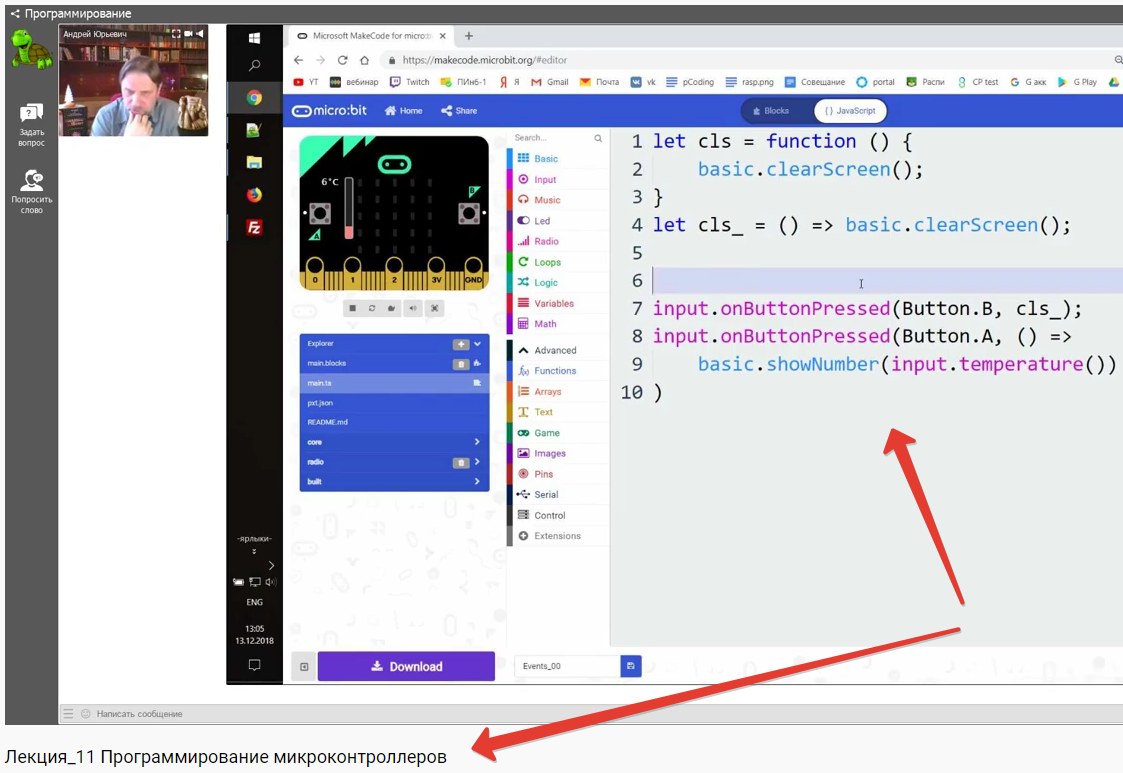 Программирование
Андрей Юрьевич
Задать
вопрос
Попросить
слово
Microsoft MakeCode for micro:b
https://makecode.microbit.org/#editor
YT
вебинар
Twitch
ПИнб-1
Я
Gmail
Почта
vk
pCoding
rasp.png
Совещание
portal
Распи
CP test
G акк
G Play
micro:bit
Home
Share
Blocks
{} JavaScript
6°C
A
B
0 1 2 3V GND
Explorer
main.blocks
main.ts
pxt.json
README.md
core
radio
built
Search...
Basic
Input
Music
Led
Radio
Loops
Logic
Variables
Math
Advanced
Functions
Arrays
Text
Game
Images
Pins
Serial
Control
Extensions
1 let cls = function () {
2 basic.clearScreen();
3 }
4 let cls_ = () => basic.clearScreen();
5
6
7 input.onButtonPressed(Button.B, cls_);
8 input.onButtonPressed(Button.A, () =>
9 basic.showNumber(input.temperature())
10 )
-ярлыки-
ENG
13:05
13.12.2018
Download
Events_00
Написать сообщение
Лекция_11 Программирование микроконтроллеров